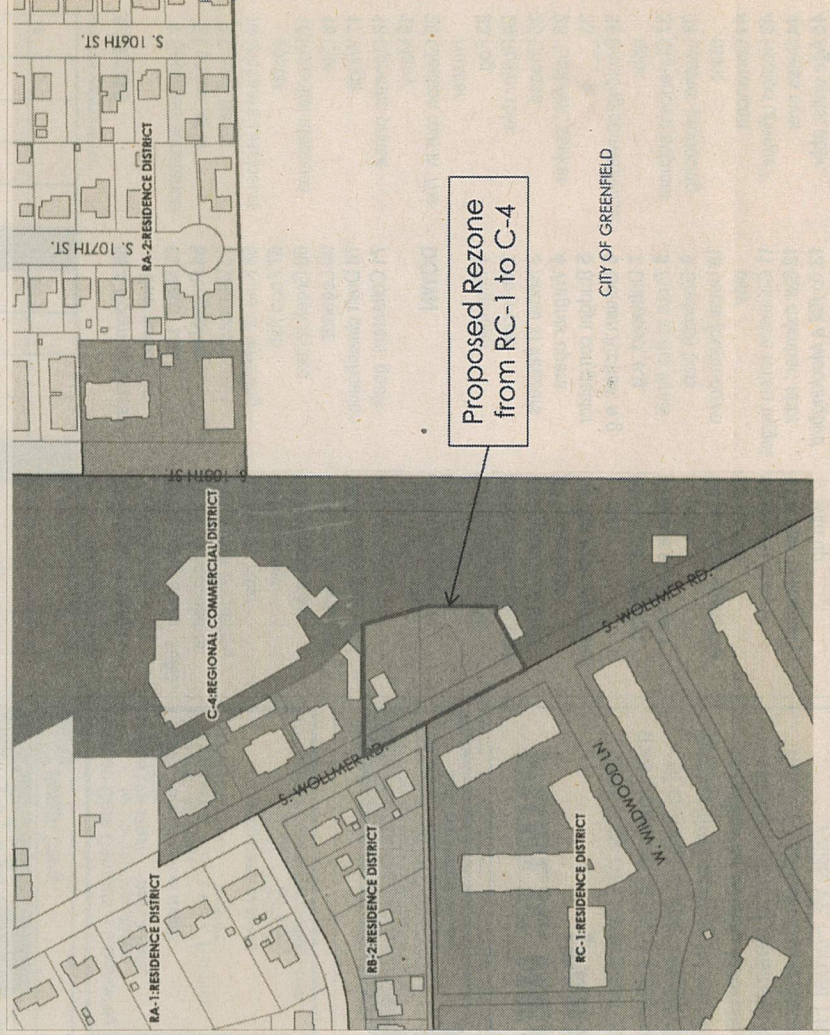 S. 106TH ST.
S. 107TH ST.
RA-2:RESIDENCE DISTRICT
S. 108TH ST.
C-4:REGIONAL COMMERCIAL DISTRICT
Proposed Rezone
from RC-1 to C-4
CITY OF GREENFIELD
S. WOLLMER RD.
S. WOLLMER RD.
RA-1:RESIDENCE DISTRICT
RB-2:RESIDENCE DISTRICT
RC-1:RESIDENCE DISTRICT
W. WILDWOOD LN.